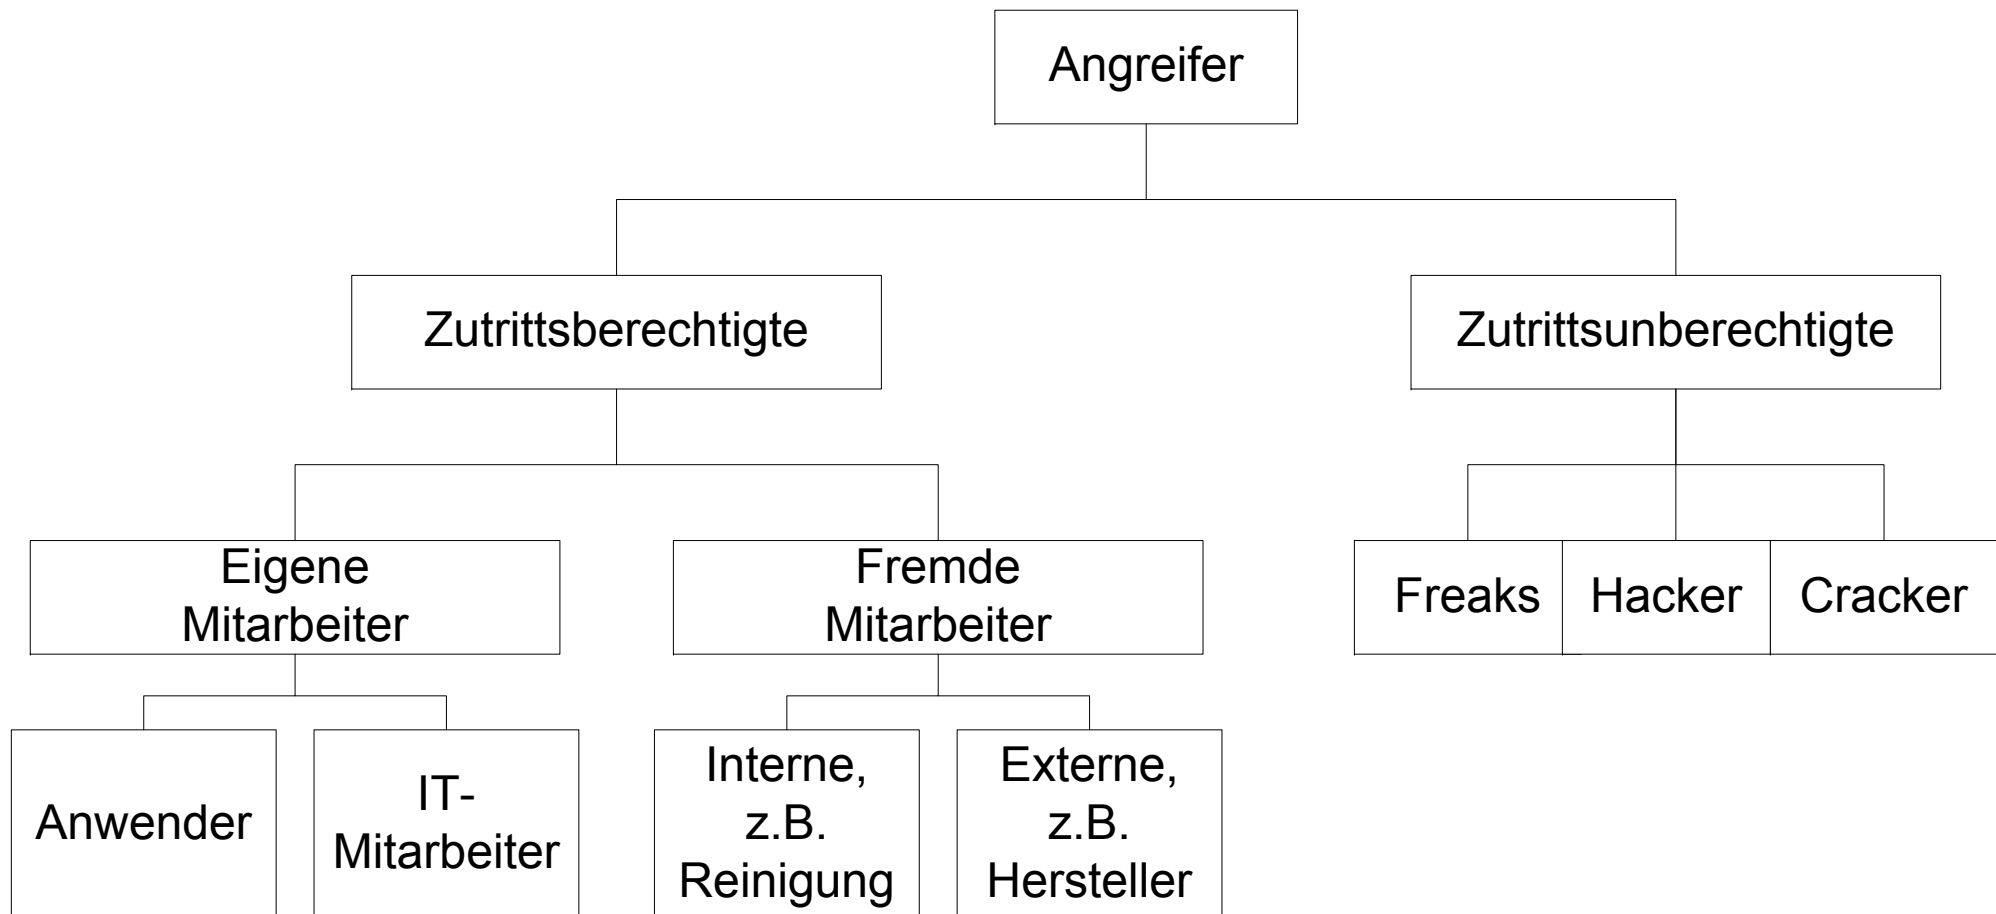 Angreifer
Zutrittsberechtigte
Zutrittsunberechtigte
Eigene
Mitarbeiter
Fremde
Mitarbeiter
Freaks
Hacker
Cracker
Anwender
IT-
Mitarbeiter
Interne,
z.B.
Reinigung
Externe,
z.B.
Hersteller